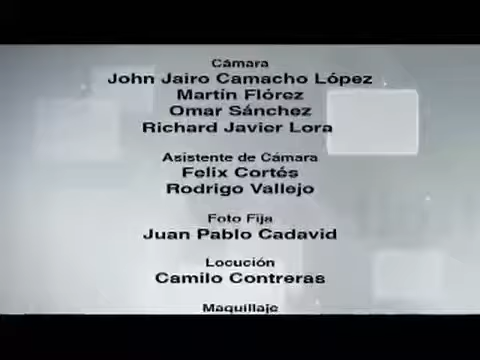 Cámara
John Jairo Camacho López
Martín Flórez
Omar Sánchez
Richard Javier Lora
Asistente de Cámara
Felix Cortés
Rodrigo Vallejo
Foto Fija
Juan Pablo Cadavid
Locución
Camilo Contreras
Maquillaje